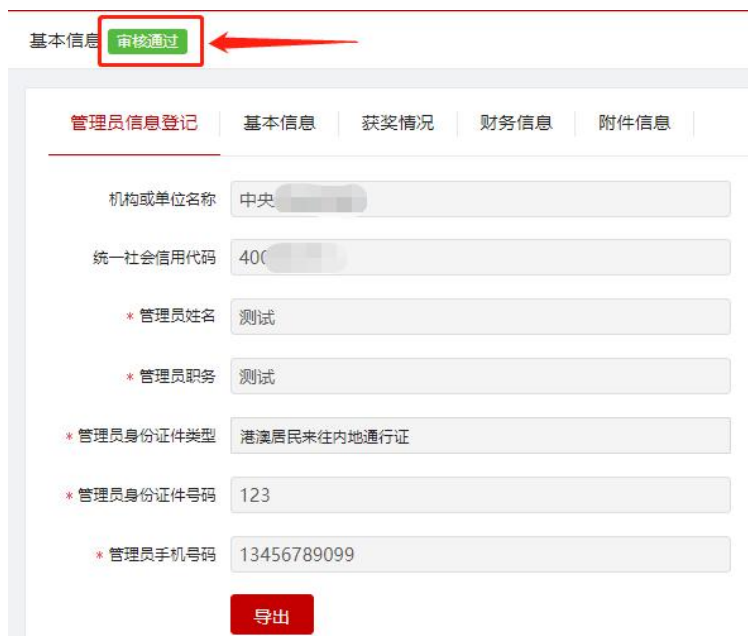 基本信息 审核通过
管理员信息登记 基本信息 获奖情况 财务信息 附件信息
机构或单位名称 中央
统一社会信用代码 400
* 管理员姓名 测试
* 管理员职务 测试
* 管理员身份证件类型 港澳居民来往内地通行证
* 管理员身份证件号码 123
* 管理员手机号码 13456789099
导出